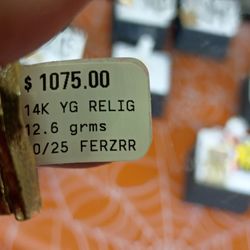 $ 1075.00
14K YG RELIG
12.6 grms
0/25 FERZRR